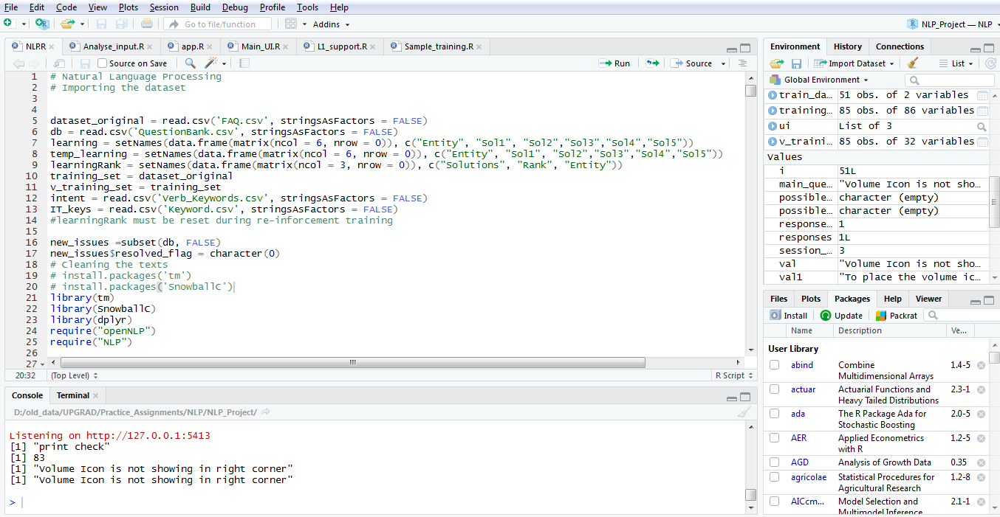 File Edit Code View Plots Session Build Debug Profile Tools Help
Go to file/function Addins NLP_Project — NLP
NLP.R Analyse_input.R app.R Main_UI.R L1_support.R Sample_training.R
Source on Save Run Source
1 # Natural Language Processing
2 # Importing the dataset
3
4
5 dataset_original = read.csv('FAQ.csv', stringsAsFactors = FALSE)
6 db = read.csv('QuestionBank.csv', stringsAsFactors = FALSE)
7 learning = setNames(data.frame(matrix(ncol = 6, nrow = 0)), c("Entity", "Sol1", "Sol2","Sol3","Sol4","Sol5"))
8 temp_learning = setNames(data.frame(matrix(ncol = 6, nrow = 0)), c("Entity", "Sol1", "Sol2","Sol3","Sol4","Sol5"))
9 learningRank = setNames(data.frame(matrix(ncol = 3, nrow = 0)), c("Solutions", "Rank", "Entity"))
10 training_set = dataset_original
11 v_training_set = training_set
12 intent = read.csv('Verb_Keywords.csv', stringsAsFactors = FALSE)
13 IT_keys = read.csv('Keyword.csv', stringsAsFactors = FALSE)
14 #learningRank must be reset during re-inforcement training
15
16 new_issues =subset(db, FALSE)
17 new_issues$resolved_flag = character(0)
18 # Cleaning the texts
19 # install.packages('tm')
20 # install.packages('SnowballC')
21 library(tm)
22 library(SnowballC)
23 library(dplyr)
24 require("openNLP")
25 require("NLP")
26
27
20:32 (Top Level) R Script
Console Terminal
D:/old_data/UPGRAD/Practice_Assignments/NLP/NLP_Project/
Listening on http://127.0.0.1:5413
[1] "print check"
[1] 83
[1] "Volume Icon is not showing in right corner"
[1] "Volume Icon is not showing in right corner"
>
Environment History Connections
Import Dataset List
Global Environment
train_da… 51 obs. of 2 variables
training… 85 obs. of 86 variables
ui List of 3
v_traini… 85 obs. of 32 variables
Values
i 51L
main_que… "Volume Icon is not sho…
possible… character (empty)
possible… character (empty)
response… 1
responses 1L
session_… 3
val "Volume Icon is not sho…
val1 "To place the volume ic…
Files Plots Packages Help Viewer
Install Update Packrat
Name Description Ve...
User Library
abind Combine 1.4-5
Multidimensional Arrays
actuar Actuarial Functions and 2.3-1
Heavy Tailed Distributions
ada The R Package Ada for 2.0-5
Stochastic Boosting
AER Applied Econometrics 1.2-5
with R
AGD Analysis of Growth Data 0.35
agricolae Statistical Procedures for 1.2-8
Agricultural Research
AICcm... Model Selection and 2.1-1
Multimodel Inference